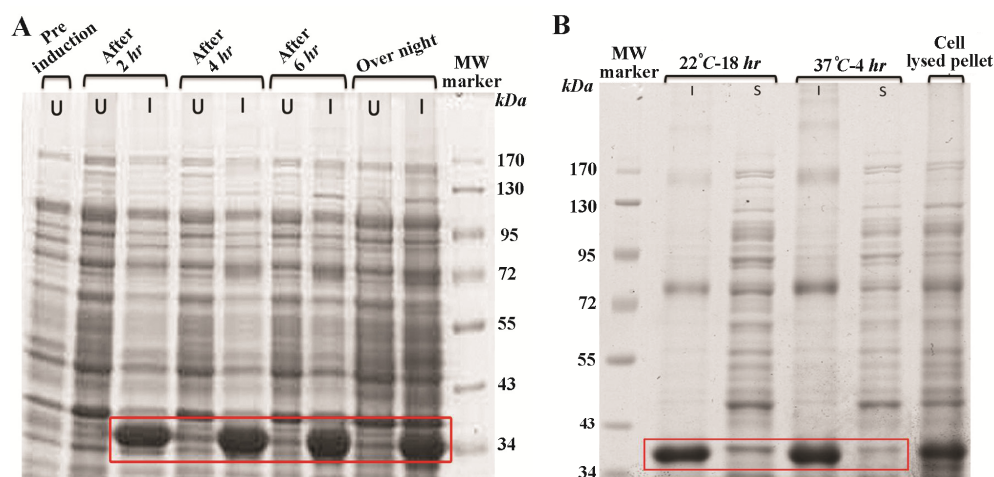 A
Pre
induction
After
2 hr
After
4 hr
After
6 hr
Over night
MW
marker
kDa
U U I U I U I U I
170
130
95
72
55
43
34
B
MW
marker
kDa
22°C-18 hr
37°C-4 hr
Cell
lysed pellet
I S I S
170
130
95
72
55
43
34